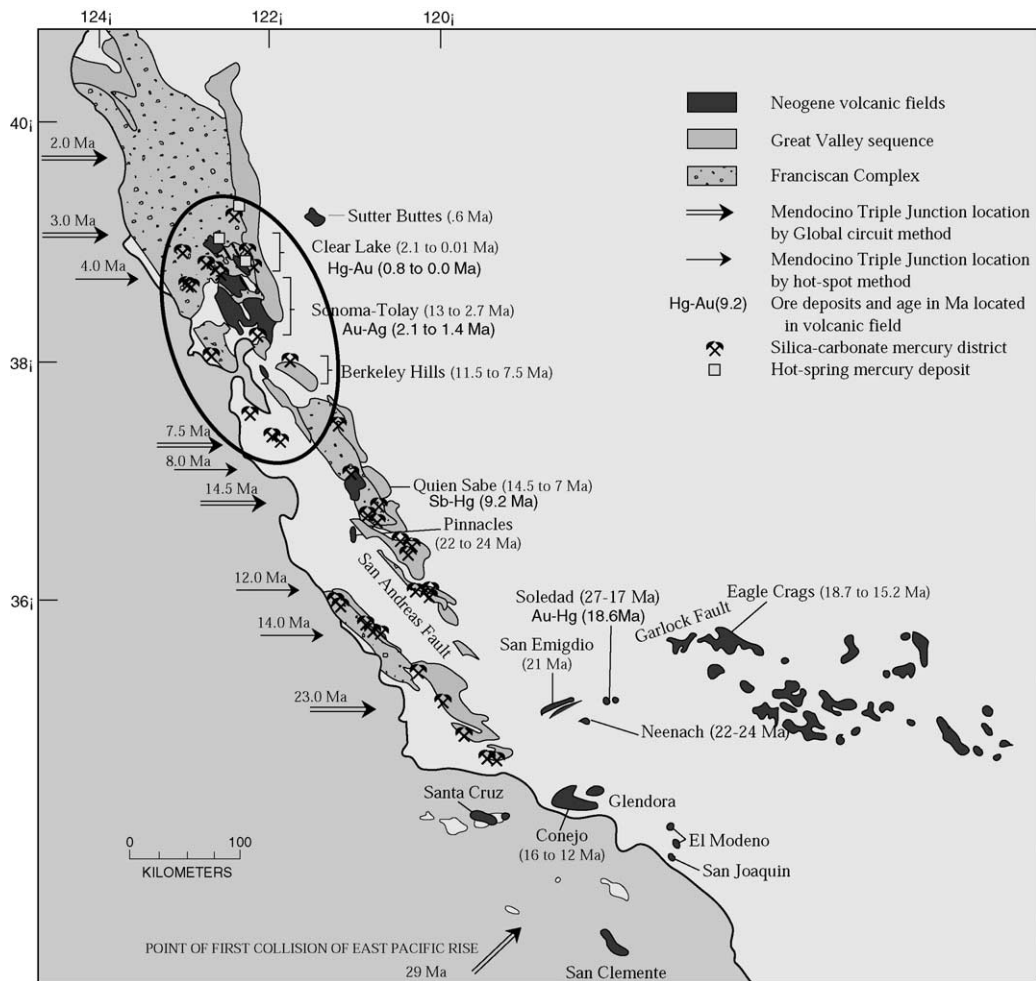 124¡
122¡
120¡
40¡
38¡
36¡
2.0 Ma
3.0 Ma
4.0 Ma
7.5 Ma
8.0 Ma
14.5 Ma
12.0 Ma
14.0 Ma
23.0 Ma
Sutter Buttes (.6 Ma)
Clear Lake (2.1 to 0.01 Ma)
Hg-Au (0.8 to 0.0 Ma)
Sonoma-Tolay (13 to 2.7 Ma)
Au-Ag (2.1 to 1.4 Ma)
Berkeley Hills (11.5 to 7.5 Ma)
Quien Sabe (14.5 to 7 Ma)
Sb-Hg (9.2 Ma)
Pinnacles
(22 to 24 Ma)
San Andreas Fault
Neogene volcanic fields
Great Valley sequence
Franciscan Complex
Mendocino Triple Junction location
by Global circuit method
Mendocino Triple Junction location
by hot-spot method
Hg-Au(9.2)
Ore deposits and age in Ma located
in volcanic field
Silica-carbonate mercury district
Hot-spring mercury deposit
Soledad (27-17 Ma)
Au-Hg (18.6Ma)
San Emigdio
(21 Ma)
Garlock Fault
Eagle Crags (18.7 to 15.2 Ma)
Neenach (22-24 Ma)
Santa Cruz
Glendora
Conejo
(16 to 12 Ma)
El Modeno
San Joaquin
0
100
KILOMETERS
POINT OF FIRST COLLISION OF EAST PACIFIC RISE
29 Ma
San Clemente